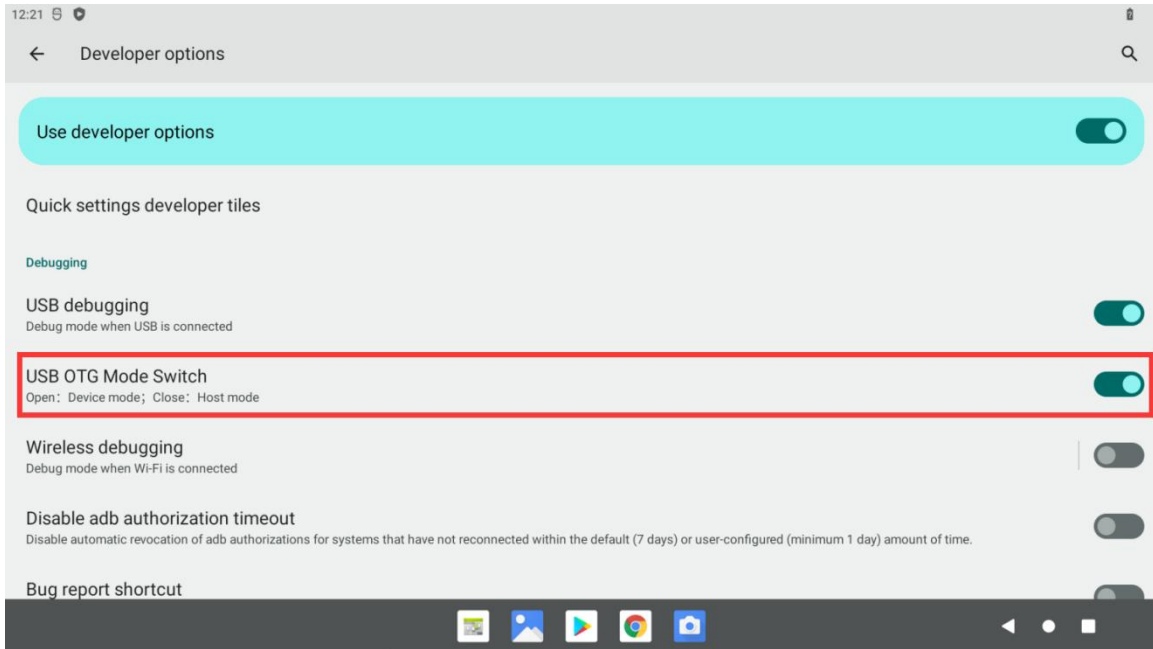 12:21
Developer options
Use developer options
Quick settings developer tiles
Debugging
USB debugging
Debug mode when USB is connected
USB OTG Mode Switch
Open：Device mode；Close：Host mode
Wireless debugging
Debug mode when Wi-Fi is connected
Disable adb authorization timeout
Disable automatic revocation of adb authorizations for systems that have not reconnected within the default (7 days) or user-configured (minimum 1 day) amount of time.
Bug report shortcut